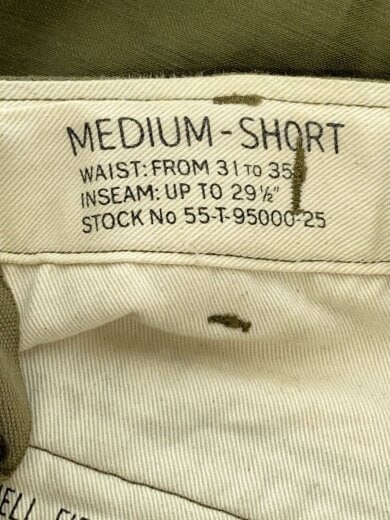 MEDIUM-SHORT
WAIST: FROM 31 TO 35
INSEAM: UP TO 29½"
STOCK No 55-T-95000-25